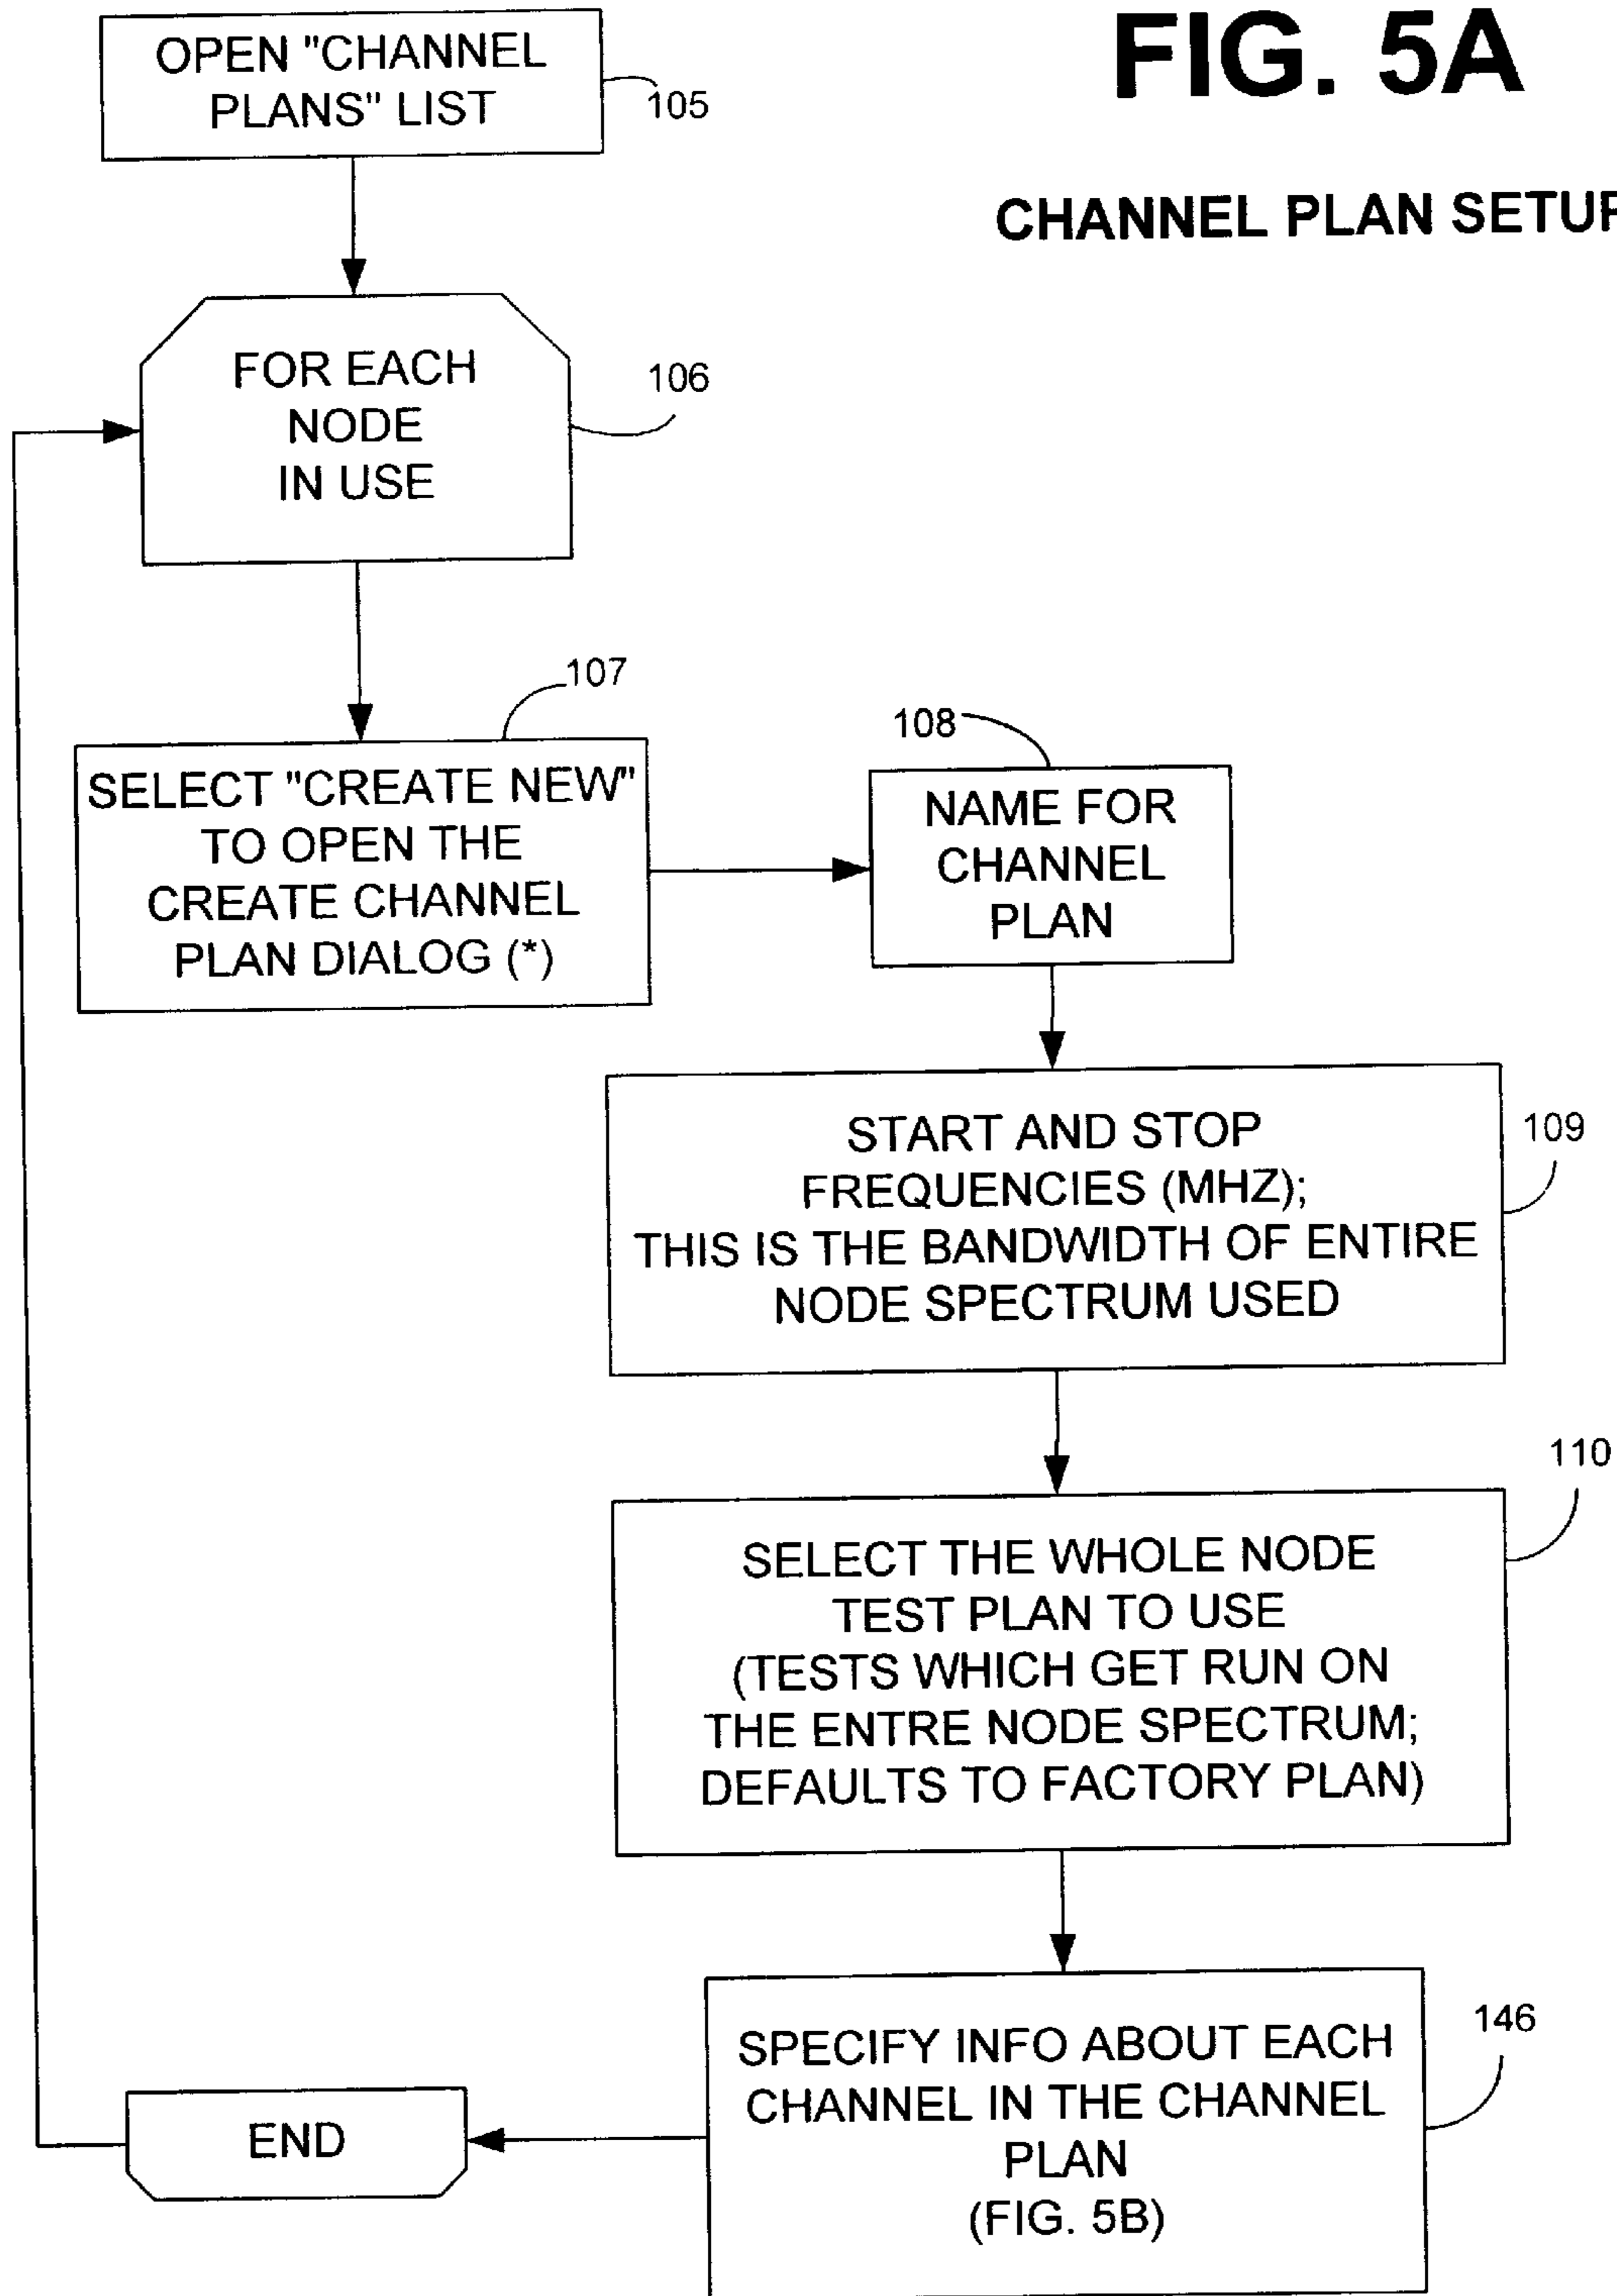 FIG. 5A
CHANNEL PLAN SETUP
OPEN "CHANNEL
PLANS" LIST
105
FOR EACH
NODE
IN USE
106
107
SELECT "CREATE NEW"
TO OPEN THE
CREATE CHANNEL
PLAN DIALOG (*)
108
NAME FOR
CHANNEL
PLAN
START AND STOP
FREQUENCIES (MHZ);
THIS IS THE BANDWIDTH OF ENTIRE
NODE SPECTRUM USED
109
110
SELECT THE WHOLE NODE
TEST PLAN TO USE
(TESTS WHICH GET RUN ON
THE ENTRE NODE SPECTRUM;
DEFAULTS TO FACTORY PLAN)
SPECIFY INFO ABOUT EACH
CHANNEL IN THE CHANNEL
PLAN
(FIG. 5B)
146
END